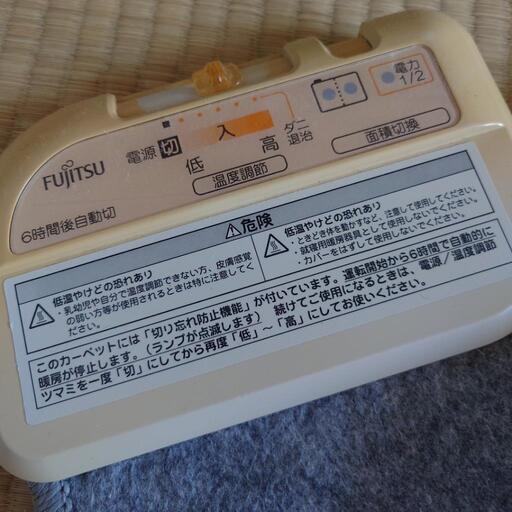 FUJITSU
電源 切 入
低 高
ダニ
退治
温度調節
電力
1/2
面積切換
6時間後自動切
⚠危険
低温やけどの恐れあり
・乳幼児や自分で温度調節できない方、皮膚感覚
の弱い方等が使用されるときは特に注意してく
低温やけどの恐れあり
・ときどき体を動かすなど、注意して使用してください。
・就寝用暖房器具として使用しないでください。
・カバーをはずして使用しないでください。
このカーペットには「切り忘れ防止機能」が付いています。運転開始から6時間で自動的に
暖房が停止します。(ランプが点滅します) 続けてご使用になるときは、電源/温度調節
ツマミを一度「切」にしてから再度「低」~「高」にしてお使いください。